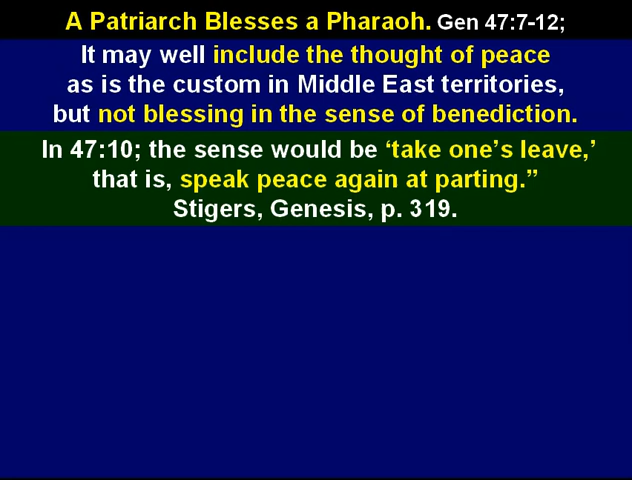 A Patriarch Blesses a Pharaoh. Gen 47:7-12;
It may well include the thought of peace
as is the custom in Middle East territories,
but not blessing in the sense of benediction.
In 47:10; the sense would be ‘take one’s leave,’
that is, speak peace again at parting.”
Stigers, Genesis, p. 319.